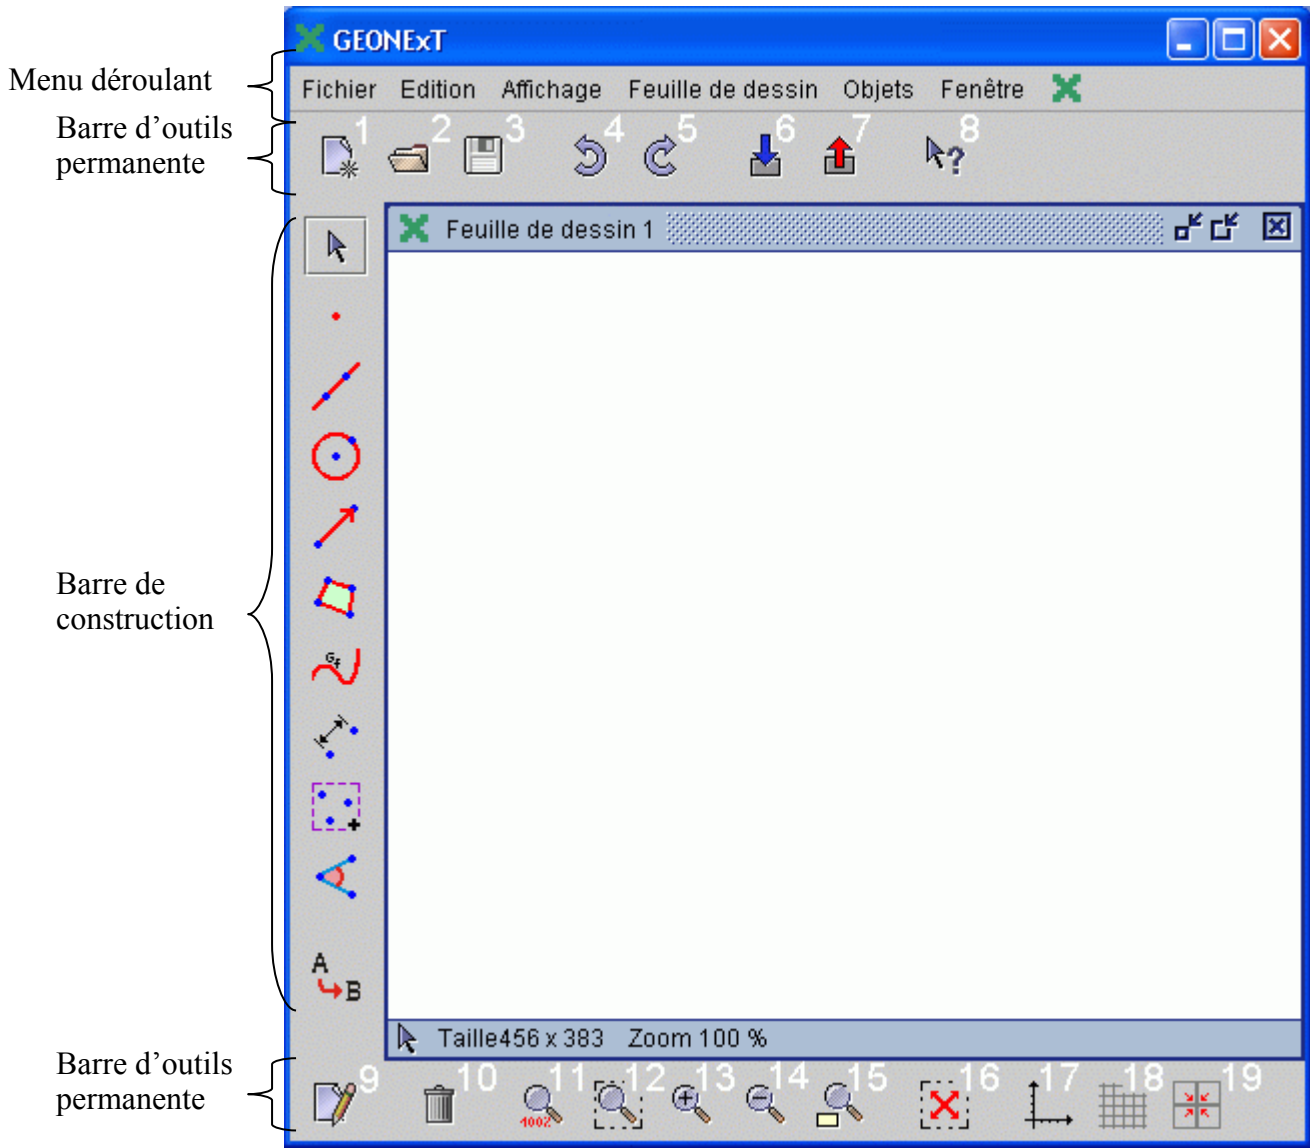 GEONExT
Menu déroulant
Fichier Edition Affichage Feuille de dessin Objets Fenêtre
Barre d'outils
permanente
1 2 3 4 5 6 7 8
Feuille de dessin 1
Barre de
construction
Gf
A
B
Taille456 x 383 Zoom 100 %
Barre d'outils
permanente
9 10 11 12 13 14 15 16 17 18 19
100%